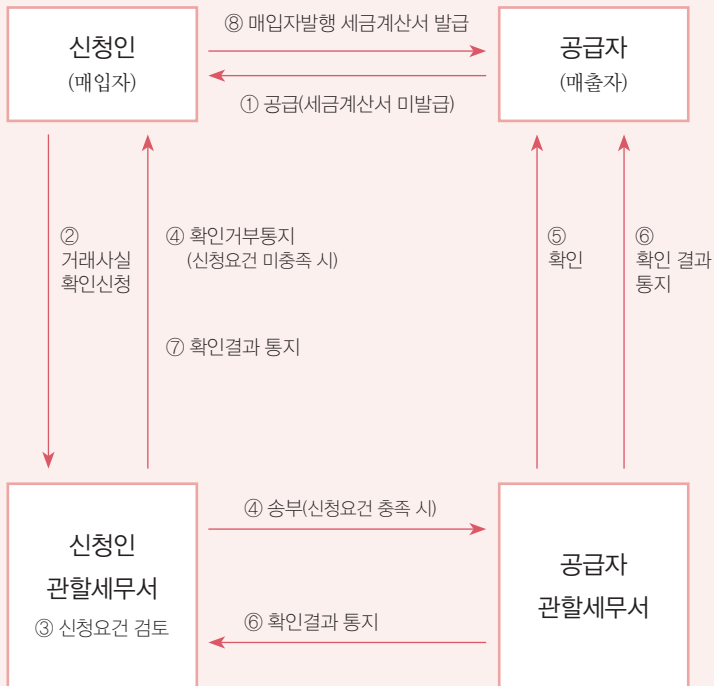 ⑧ 매입자발행 세금계산서 발급
신청인
(매입자)
공급자
(매출자)
① 공급(세금계산서 미발급)
②
거래사실
확인신청
④ 확인거부통지
(신청요건 미충족 시)
⑦ 확인결과 통지
⑤
확인
⑥
확인 결과
통지
신청인
관할세무서
③ 신청요건 검토
④ 송부(신청요건 충족 시)
⑥ 확인결과 통지
공급자
관할세무서